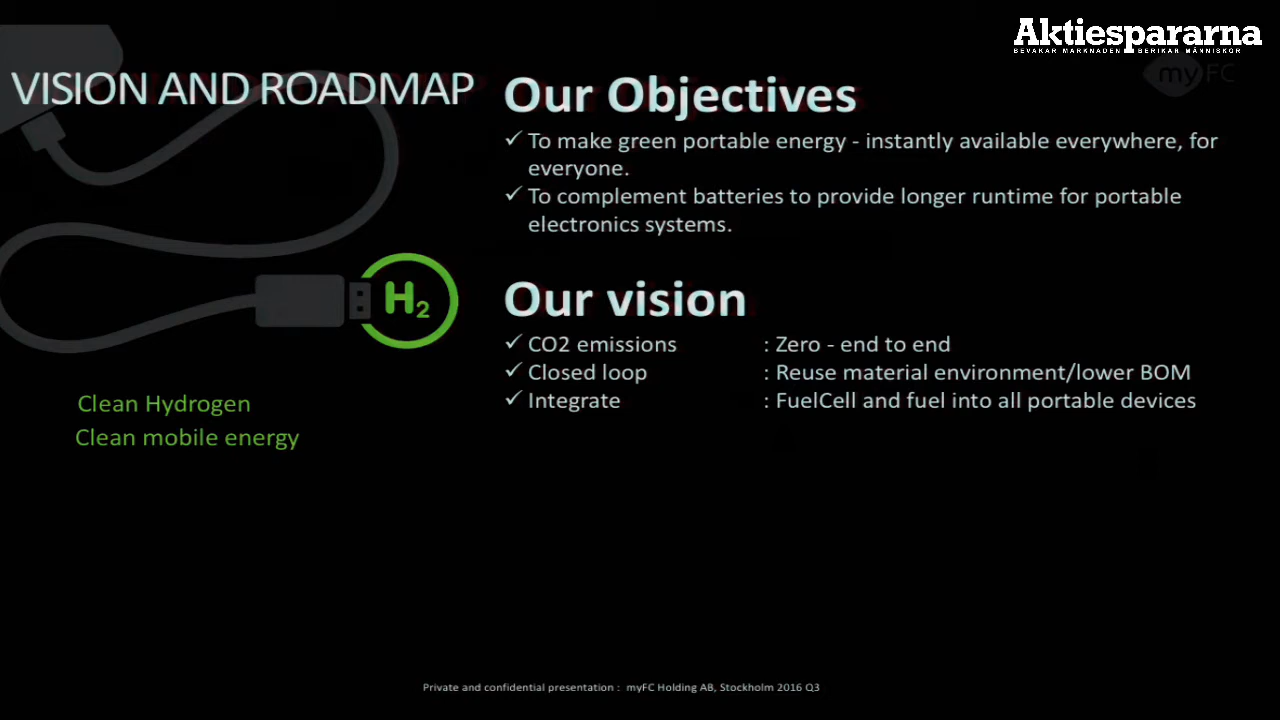 Aktiespararna
BEVAKAR MARKNADEN BERIKAR MÄNNISKOR
myFC
VISION AND ROADMAP
Our Objectives
✓ To make green portable energy - instantly available everywhere, for
everyone.
✓ To complement batteries to provide longer runtime for portable
electronics systems.
H2
Our vision
✓ CO2 emissions : Zero - end to end
✓ Closed loop : Reuse material environment/lower BOM
✓ Integrate : FuelCell and fuel into all portable devices
Clean Hydrogen
Clean mobile energy
Private and confidential presentation : myFC Holding AB, Stockholm 2016 Q3